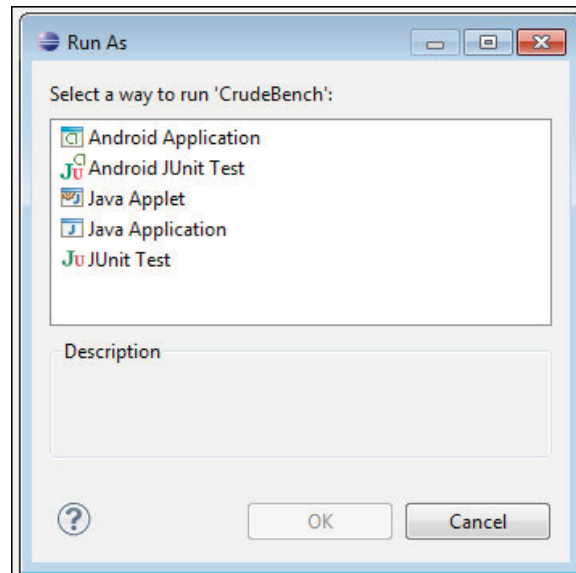 Run As
Select a way to run 'CrudeBench':
Android Application
Android JUnit Test
Java Applet
Java Application
JUnit Test
Description
OK
Cancel